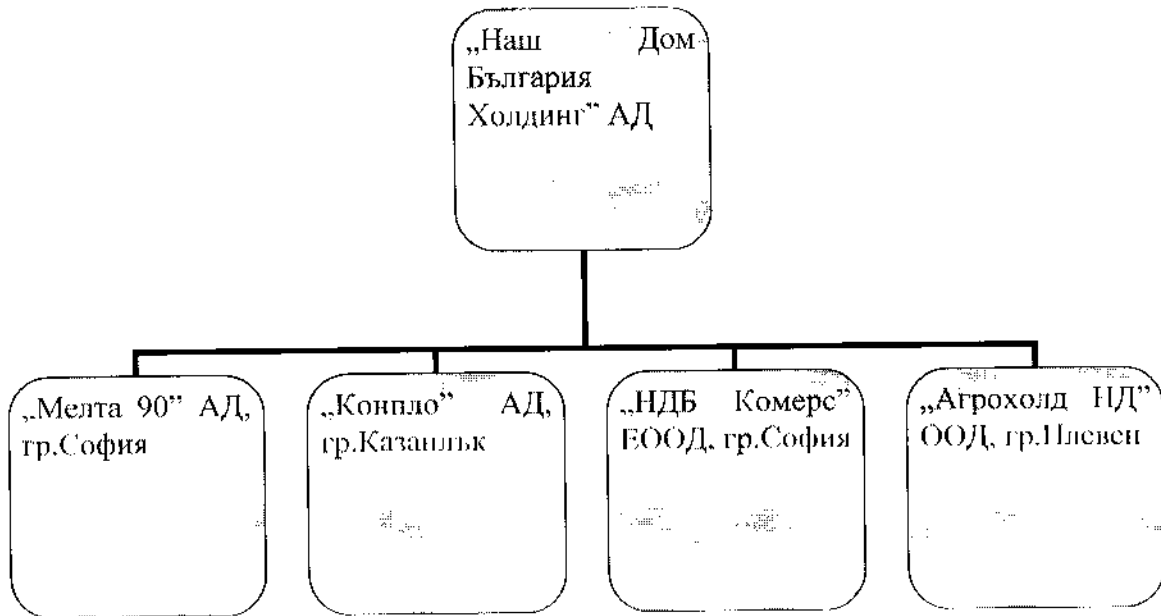 „Наш Дом
България
Холдинг” АД
„Мелта 90” АД,
гр.София
„Конпло” АД,
гр.Казанлък
„НДБ Комерс”
ЕООД, гр.София
„Агрохолд НД”
ООД, гр.Плевен